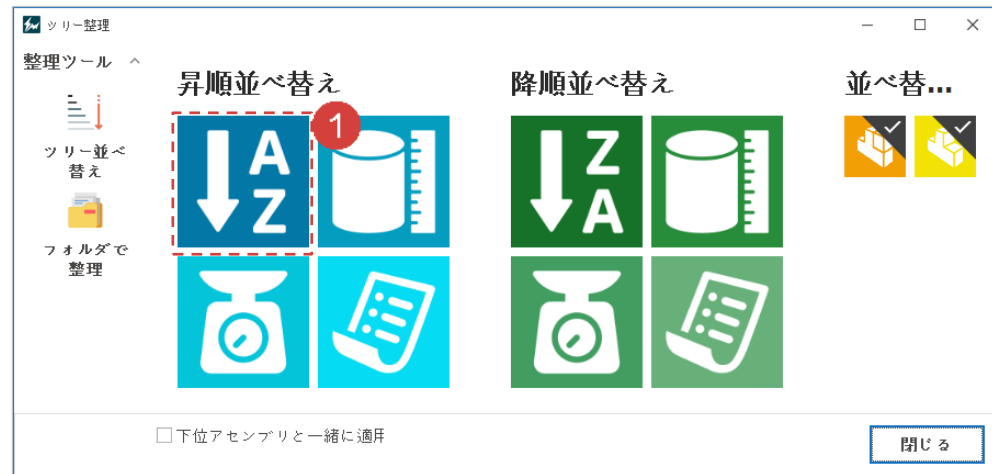 ツリー整理
整理ツール
昇順並べ替え
降順並べ替え
並べ替...
1
A
Z
Z
A
ツリー並べ
替え
フォルダで
整理
下位アセンブリと一緒に適用
閉じる